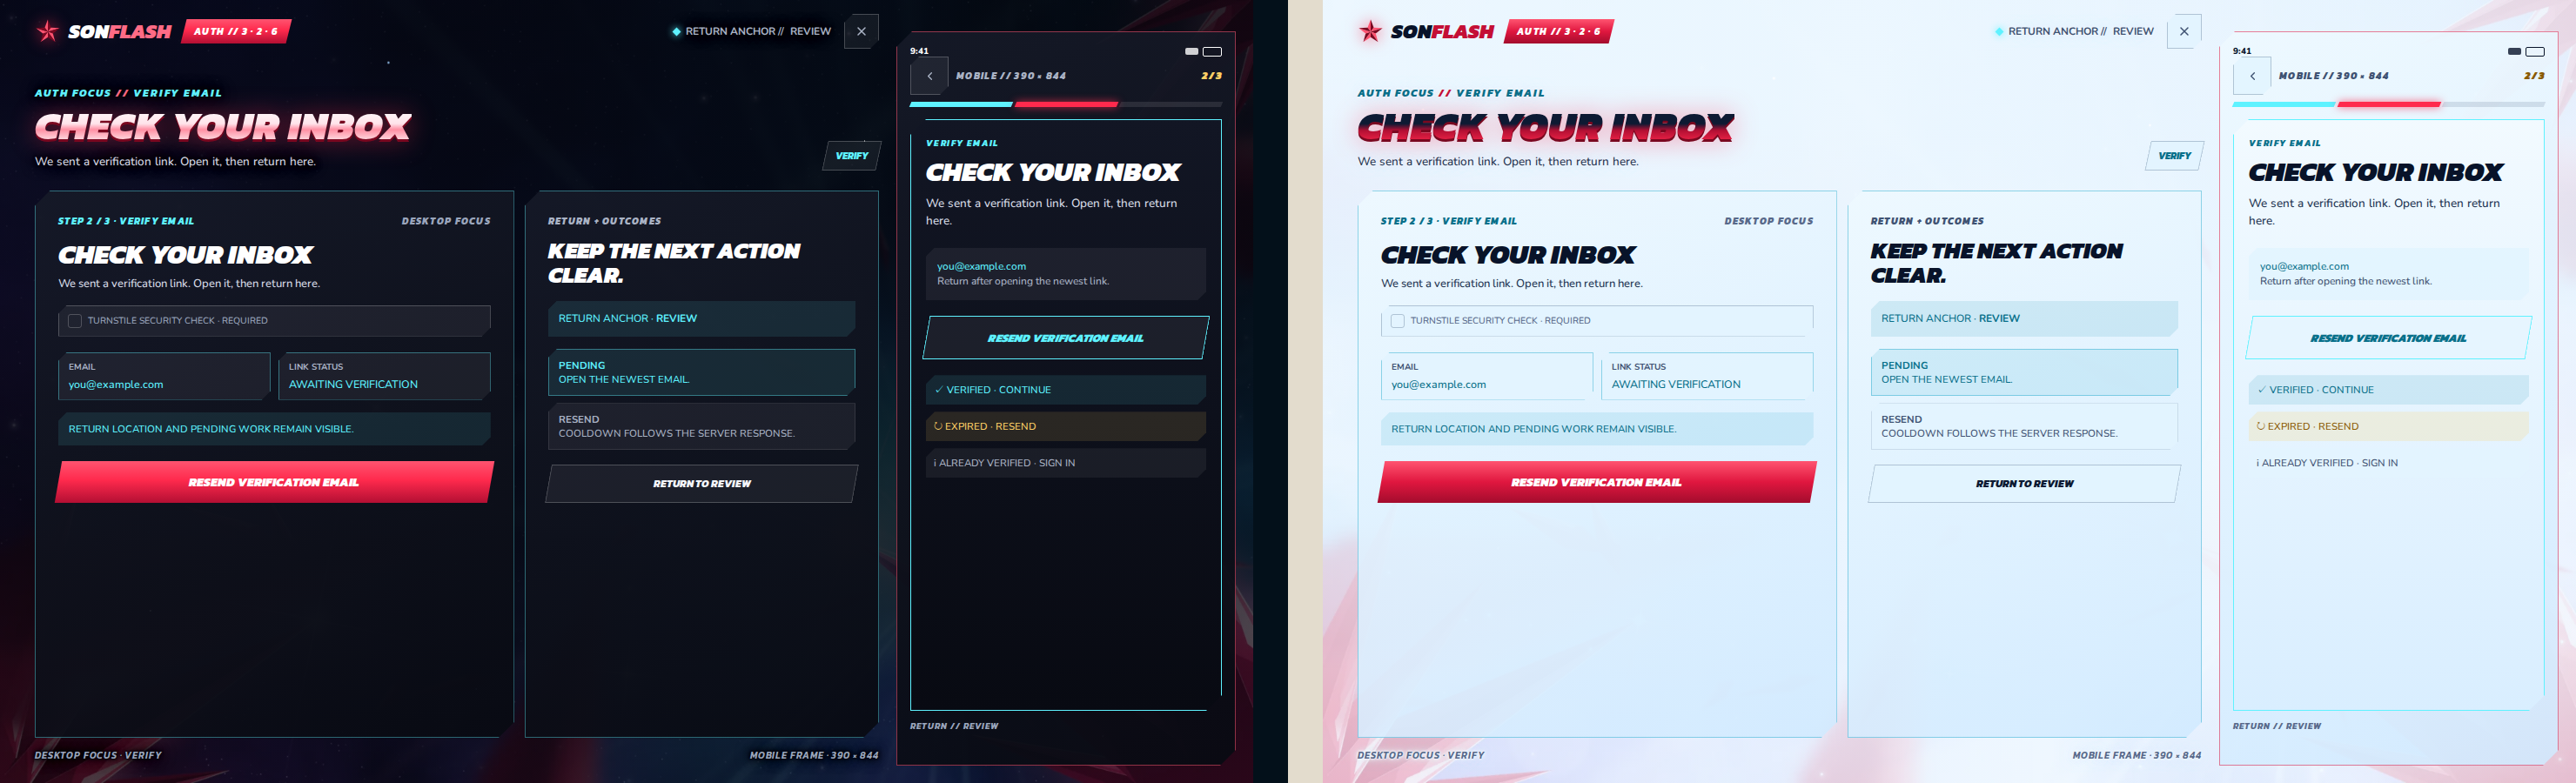 SONFLASH
AUTH // 3 · 2 · 6
RETURN ANCHOR // REVIEW
AUTH FOCUS // VERIFY EMAIL
CHECK YOUR INBOX
We sent a verification link. Open it, then return here.
VERIFY
STEP 2 / 3 · VERIFY EMAIL
DESKTOP FOCUS
CHECK YOUR INBOX
We sent a verification link. Open it, then return here.
TURNSTILE SECURITY CHECK · REQUIRED
EMAIL
you@example.com
LINK STATUS
AWAITING VERIFICATION
RETURN LOCATION AND PENDING WORK REMAIN VISIBLE.
RESEND VERIFICATION EMAIL
RETURN + OUTCOMES
KEEP THE NEXT ACTION
CLEAR.
RETURN ANCHOR · REVIEW
PENDING
OPEN THE NEWEST EMAIL.
RESEND
COOLDOWN FOLLOWS THE SERVER RESPONSE.
RETURN TO REVIEW
DESKTOP FOCUS · VERIFY
MOBILE FRAME · 390 × 844
9:41
MOBILE // 390 × 844
2/3
VERIFY EMAIL
CHECK YOUR INBOX
We sent a verification link. Open it, then return
here.
you@example.com
Return after opening the newest link.
RESEND VERIFICATION EMAIL
✓ VERIFIED · CONTINUE
↻ EXPIRED · RESEND
i ALREADY VERIFIED · SIGN IN
RETURN // REVIEW
SONFLASH
AUTH // 3 · 2 · 6
RETURN ANCHOR // REVIEW
AUTH FOCUS // VERIFY EMAIL
CHECK YOUR INBOX
We sent a verification link. Open it, then return here.
VERIFY
STEP 2 / 3 · VERIFY EMAIL
DESKTOP FOCUS
CHECK YOUR INBOX
We sent a verification link. Open it, then return here.
TURNSTILE SECURITY CHECK · REQUIRED
EMAIL
you@example.com
LINK STATUS
AWAITING VERIFICATION
RETURN LOCATION AND PENDING WORK REMAIN VISIBLE.
RESEND VERIFICATION EMAIL
RETURN + OUTCOMES
KEEP THE NEXT ACTION
CLEAR.
RETURN ANCHOR · REVIEW
PENDING
OPEN THE NEWEST EMAIL.
RESEND
COOLDOWN FOLLOWS THE SERVER RESPONSE.
RETURN TO REVIEW
DESKTOP FOCUS · VERIFY
MOBILE FRAME · 390 × 844
9:41
MOBILE // 390 × 844
2/3
VERIFY EMAIL
CHECK YOUR INBOX
We sent a verification link. Open it, then return
here.
you@example.com
Return after opening the newest link.
RESEND VERIFICATION EMAIL
✓ VERIFIED · CONTINUE
↻ EXPIRED · RESEND
i ALREADY VERIFIED · SIGN IN
RETURN // REVIEW